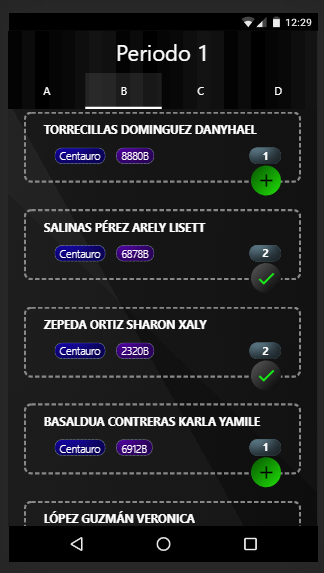 12:29
Periodo 1
A B C D
TORRECILLAS DOMINGUEZ DANYHAEL
Centauro 8880B 1
SALINAS PÉREZ ARELY LISETT
Centauro 6878B 2
ZEPEDA ORTIZ SHARON XALY
Centauro 2320B 2
BASALDUA CONTRERAS KARLA YAMILE
Centauro 6912B 1
LÓPEZ GUZMÁN VERONICA